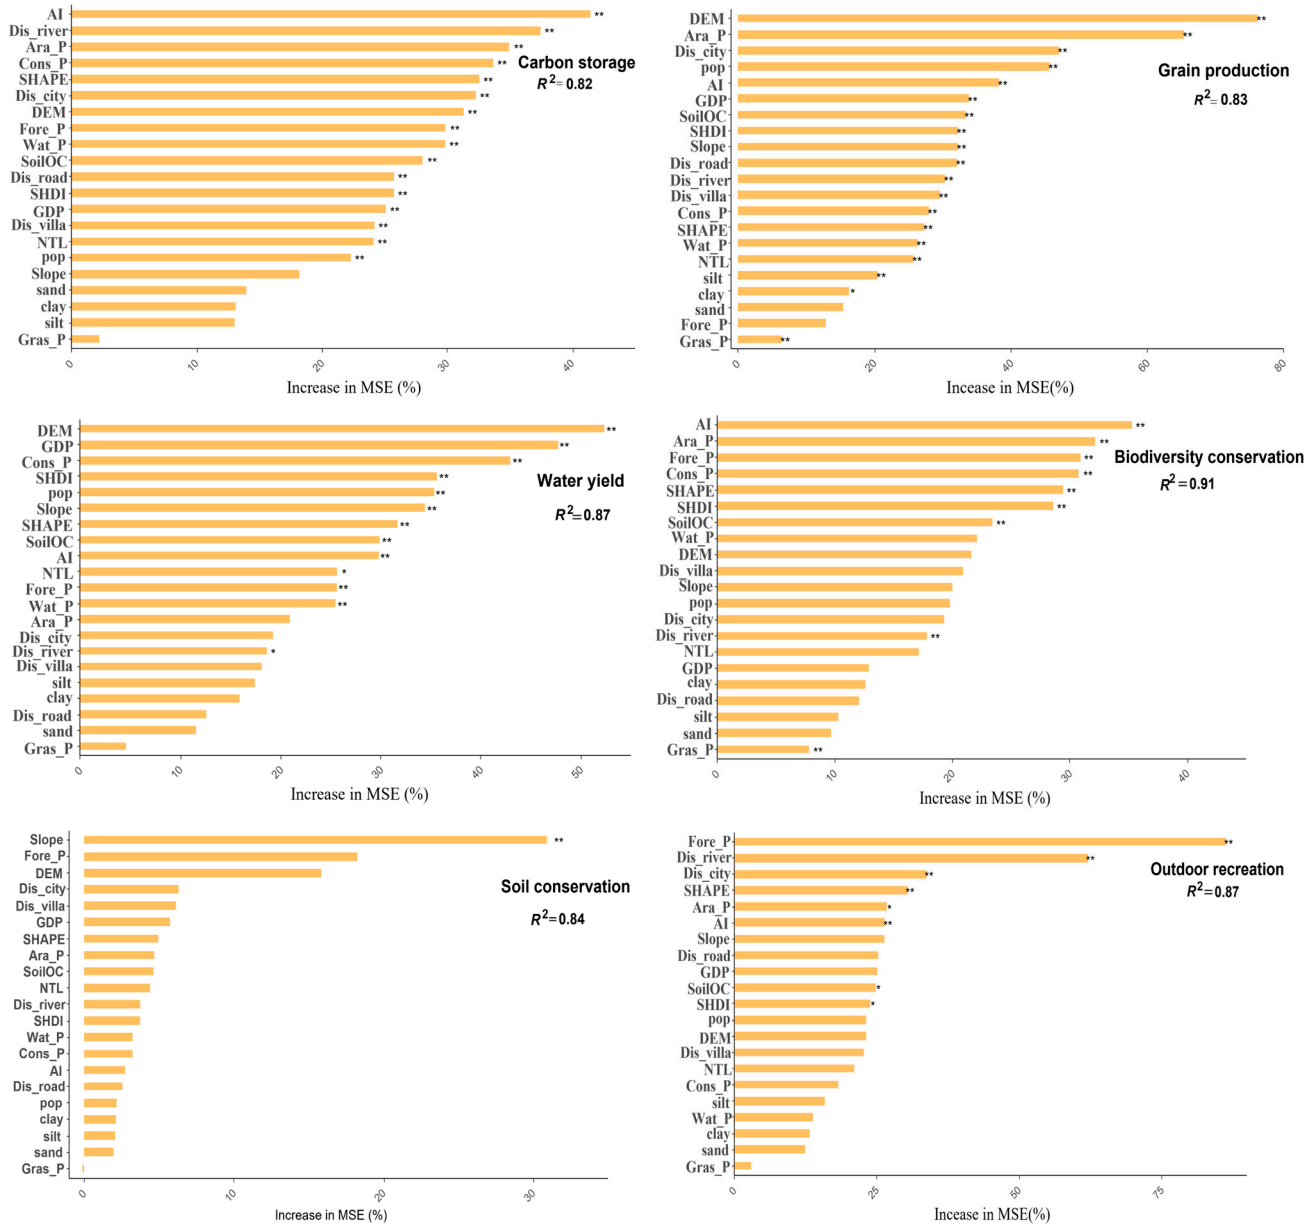 AI **
Dis_river **
Ara_P **
Cons_P **
SHAPE **
Dis_city **
DEM **
Fore_P **
Wat_P **
SoilOC **
Dis_road **
SHDI **
GDP **
Dis_villa **
NTL **
pop **
Slope
sand
clay
silt
Gras_P
Carbon storage
R²= 0.82
0 10 20 30 40
Increase in MSE (%)
DEM **
Ara_P **
Dis_city **
pop **
AI **
GDP **
SoilOC **
SHDI **
Slope **
Dis_road **
Dis_river **
Dis_villa **
Cons_P **
SHAPE **
Wat_P **
NTL **
silt **
clay *
sand
Fore_P
Gras_P **
Grain production
R²= 0.83
0 20 40 60 80
Incease in MSE(%)
DEM **
GDP **
Cons_P **
SHDI **
pop **
Slope **
SHAPE **
SoilOC **
AI **
NTL *
Fore_P **
Wat_P **
Ara_P
Dis_city
Dis_river *
Dis_villa
silt
clay
Dis_road
sand
Gras_P
Water yield
R²=0.87
0 10 20 30 40 50
Increase in MSE (%)
AI **
Ara_P **
Fore_P **
Cons_P **
SHAPE **
SHDI **
SoilOC **
Wat_P
DEM
Dis_villa
Slope
pop
Dis_city
Dis_river **
NTL
GDP
clay
Dis_road
silt
sand
Gras_P **
Biodiversity conservation
R²=0.91
0 10 20 30 40
Increase in MSE (%)
Slope **
Fore_P
DEM
Dis_city
Dis_villa
GDP
SHAPE
Ara_P
SoilOC
NTL
Dis_river
SHDI
Wat_P
Cons_P
AI
Dis_road
pop
clay
silt
sand
Gras_P
Soil conservation
R²=0.84
0 10 20 30
Increase in MSE (%)
Fore_P **
Dis_river **
Dis_city **
SHAPE **
Ara_P *
AI **
Slope
Dis_road
GDP
SoilOC *
SHDI *
pop
DEM
Dis_villa
NTL
Cons_P
silt
Wat_P
clay
sand
Gras_P
Outdoor recreation
R²=0.87
0 25 50 75
Incease in MSE(%)